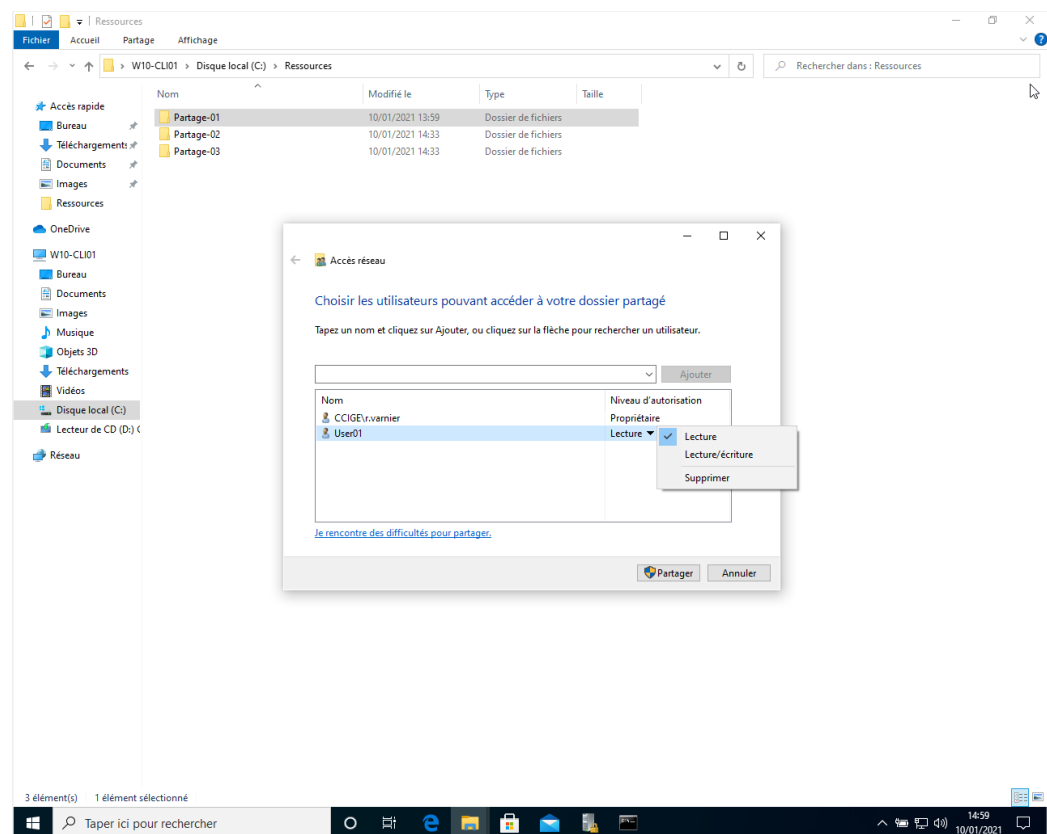 Ressources
Fichier Accueil Partage Affichage
W10-CLI01 › Disque local (C:) › Ressources
Rechercher dans : Ressources
Nom Modifié le Type Taille
Accès rapide
Bureau
Téléchargements
Documents
Images
Ressources
OneDrive
W10-CLI01
Bureau
Documents
Images
Musique
Objets 3D
Téléchargements
Vidéos
Disque local (C:)
Lecteur de CD (D:) (
Réseau
Partage-01 10/01/2021 13:59 Dossier de fichiers
Partage-02 10/01/2021 14:33 Dossier de fichiers
Partage-03 10/01/2021 14:33 Dossier de fichiers
Accès réseau
Choisir les utilisateurs pouvant accéder à votre dossier partagé
Tapez un nom et cliquez sur Ajouter, ou cliquez sur la flèche pour rechercher un utilisateur.
Ajouter
Nom Niveau d'autorisation
CCIGE\r.varnier Propriétaire
User01 Lecture
Lecture
Lecture/écriture
Supprimer
Je rencontre des difficultés pour partager.
Partager Annuler
3 élément(s) 1 élément sélectionné
Taper ici pour rechercher
14:59
10/01/2021